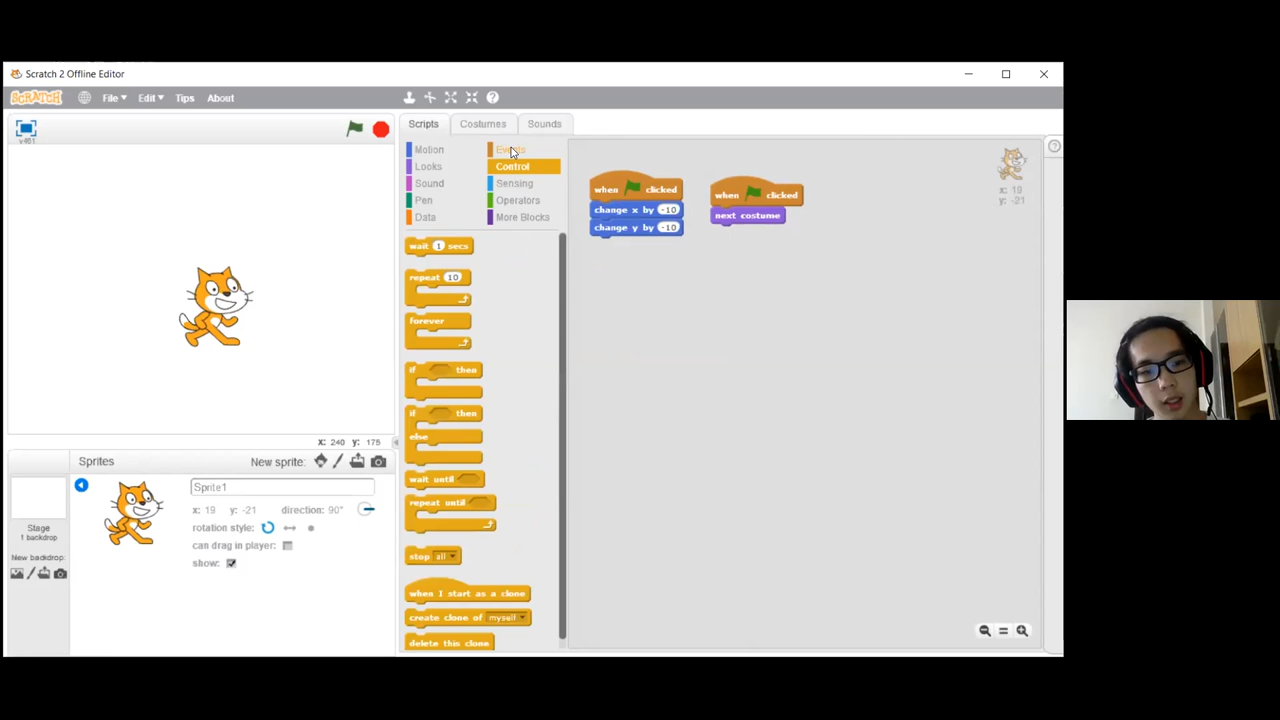 Scratch 2 Offline Editor
SCRATCH File Edit Tips About
v461
Scripts Costumes Sounds
Motion Events
Looks Control
Sound Sensing
Pen Operators
Data More Blocks
wait 1 secs
repeat 10
forever
if then
if then
else
wait until
repeat until
stop all
when I start as a clone
create clone of myself
delete this clone
when clicked
change x by -10
change y by -10
when clicked
next costume
x: 19
y: -21
x: 240 y: 175
Sprites New sprite:
Sprite1
x: 19 y: -21 direction: 90°
rotation style:
can drag in player:
show:
Stage
1 backdrop
New backdrop: